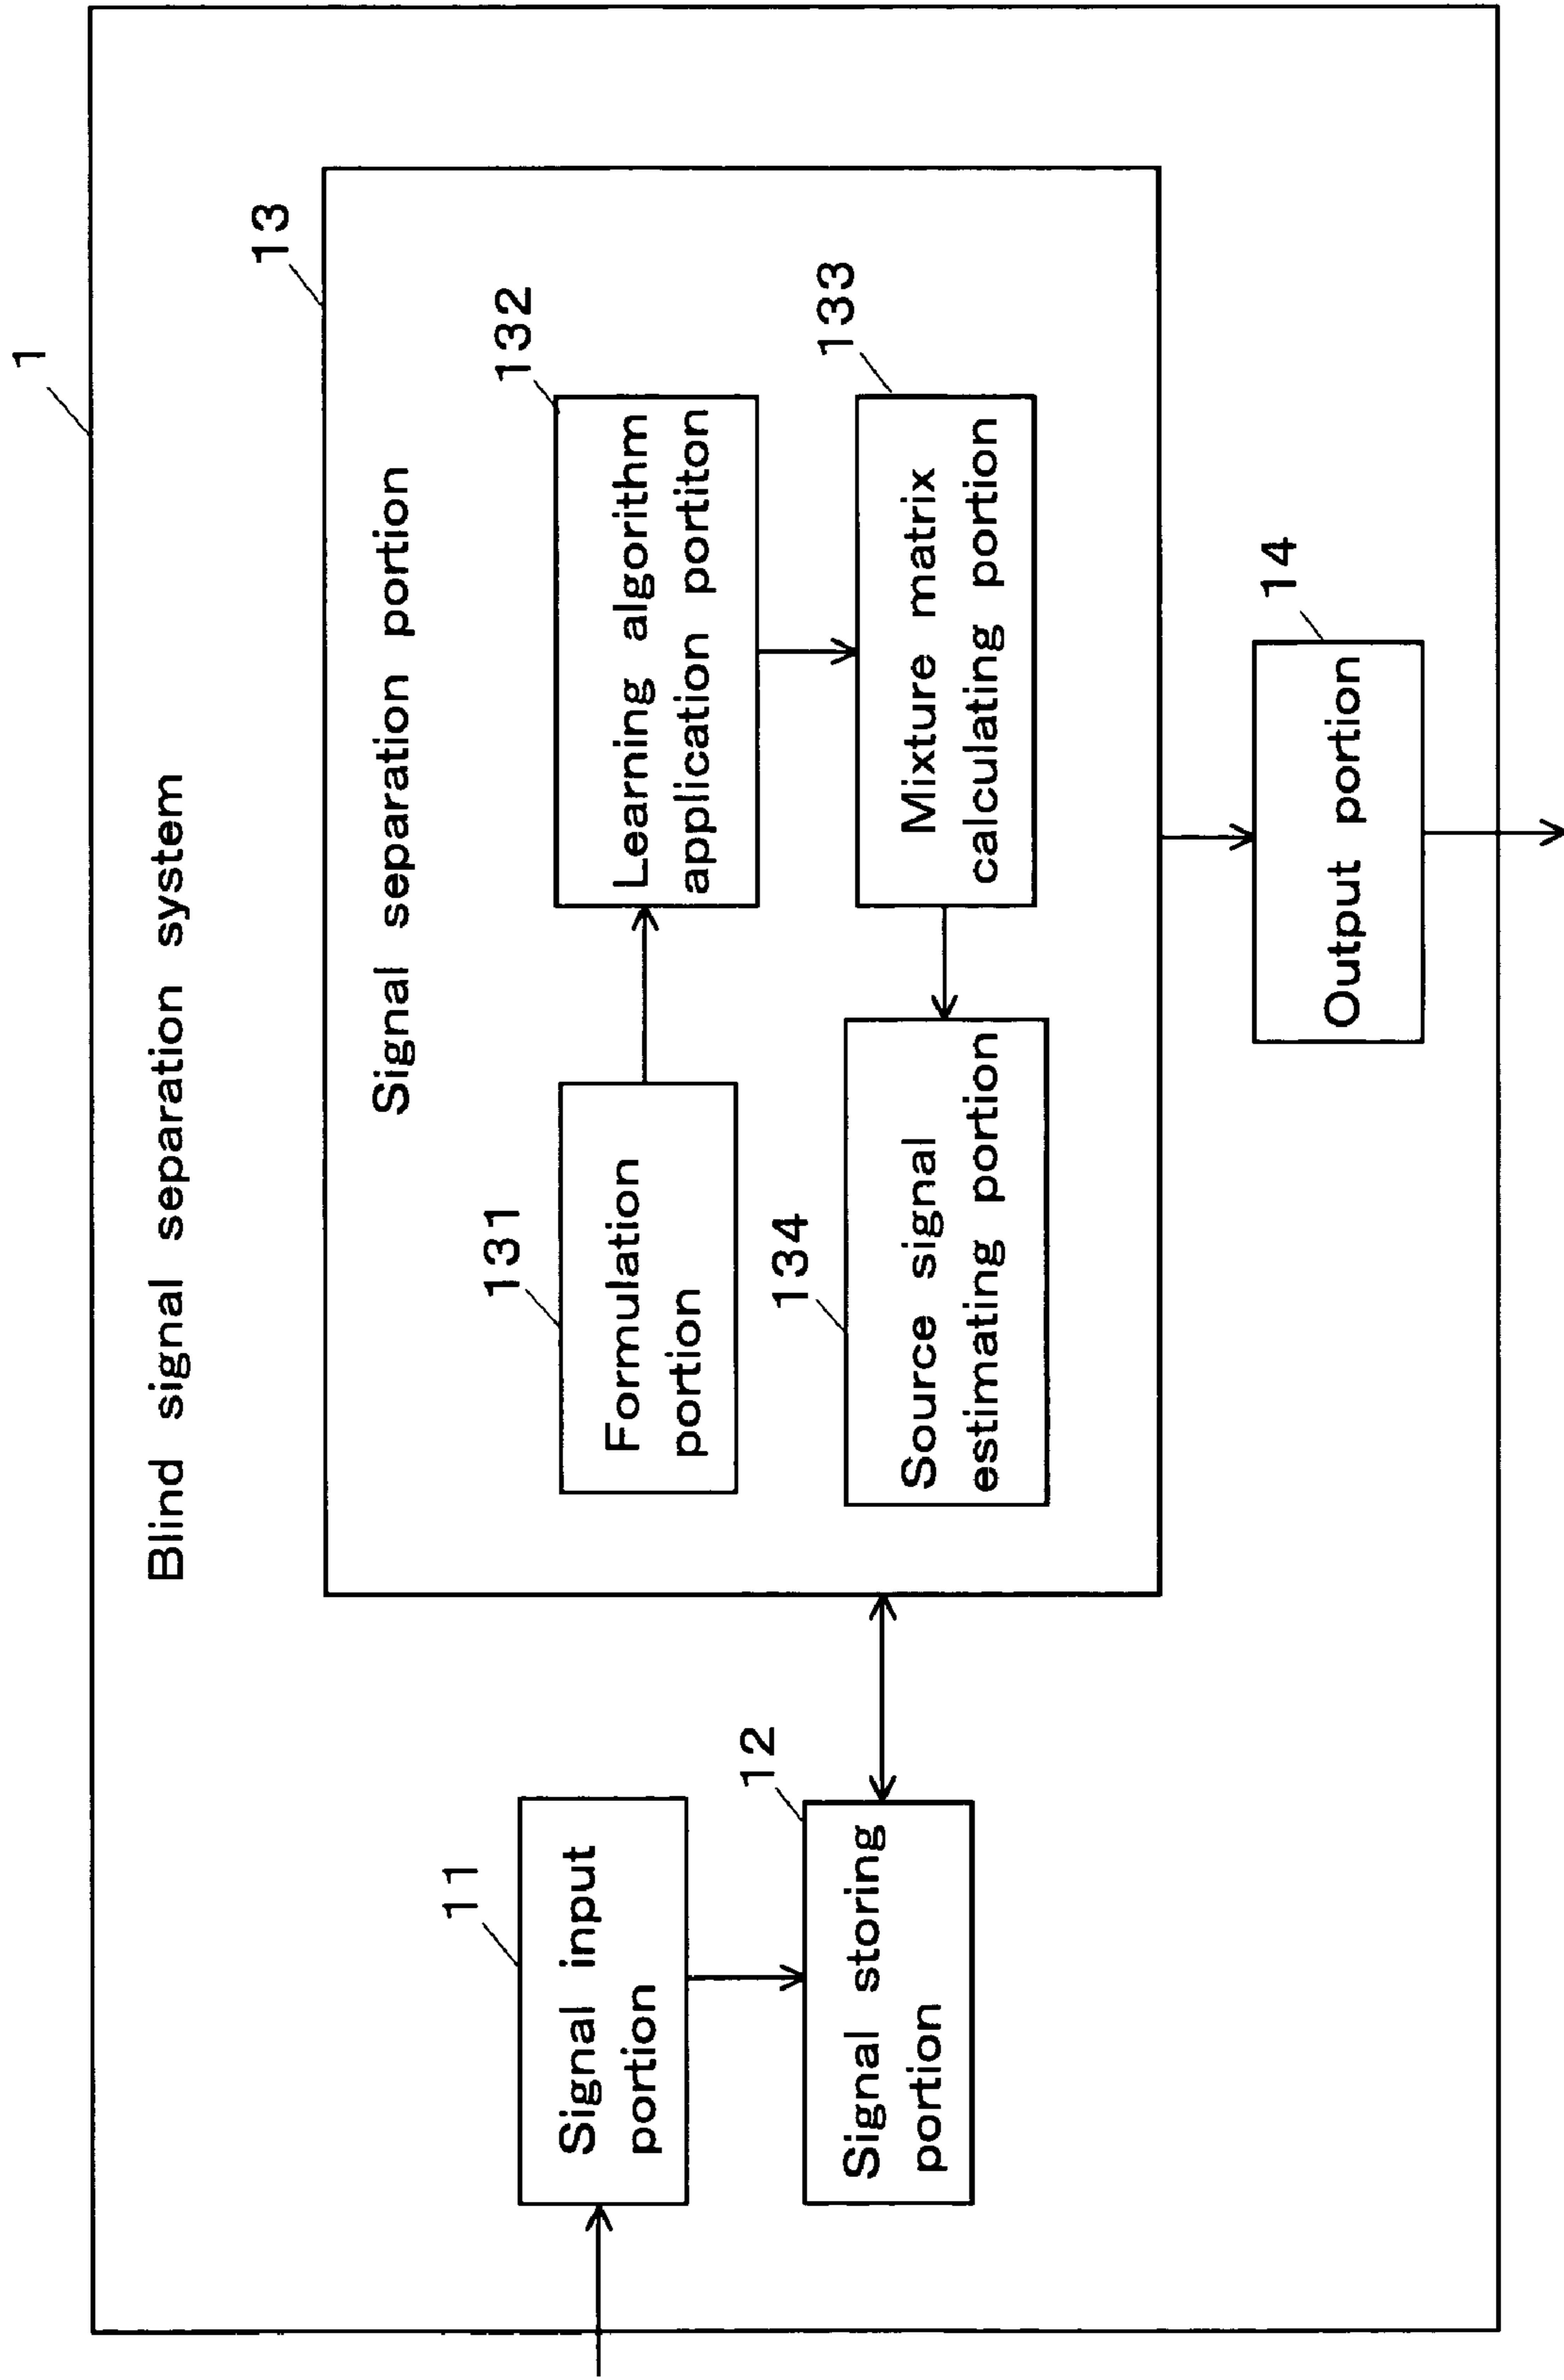 1
Blind signal separation system
13
Signal separation portion
11
Signal input
portion
12
Signal storing
portion
131
Formulation
portion
132
Learning algorithm
application portiton
134
Source signal
estimating portion
133
Mixture matrix
calculating portion
14
Output portion